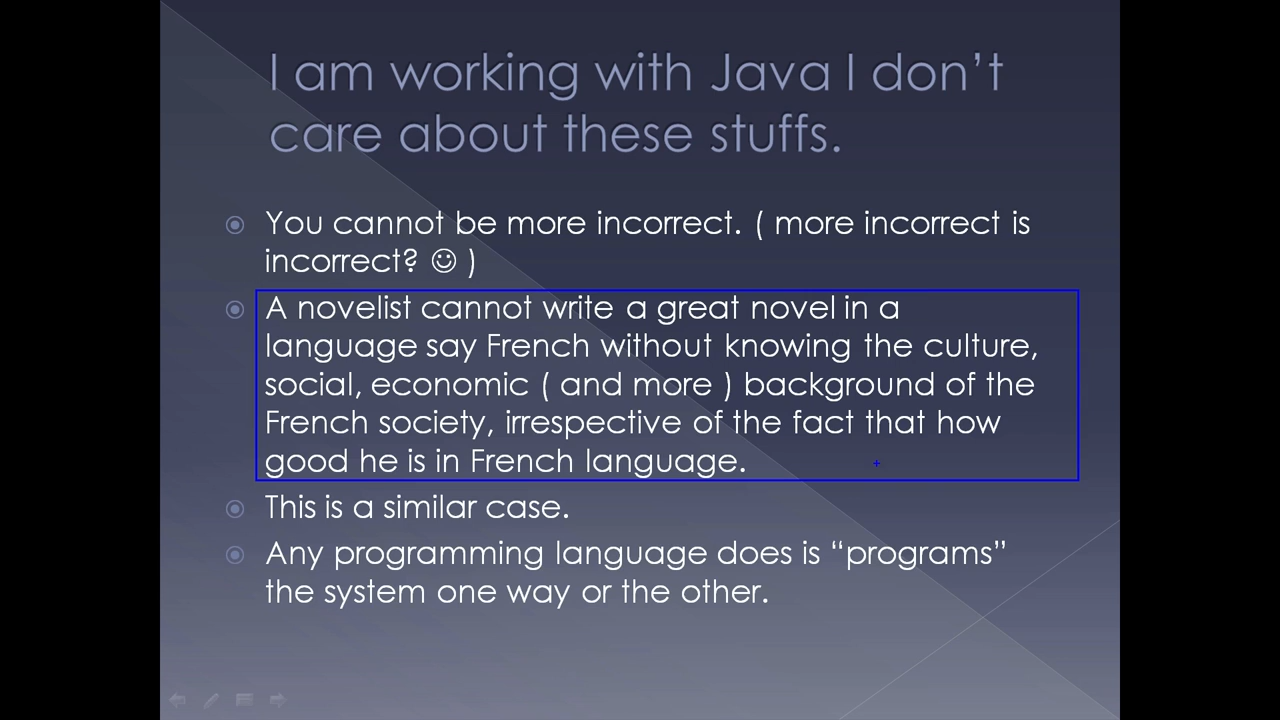 I am working with Java I don’t
care about these stuffs.
You cannot be more incorrect. ( more incorrect is
incorrect? ☺ )
A novelist cannot write a great novel in a
language say French without knowing the culture,
social, economic ( and more ) background of the
French society, irrespective of the fact that how
good he is in French language.
This is a similar case.
Any programming language does is “programs”
the system one way or the other.